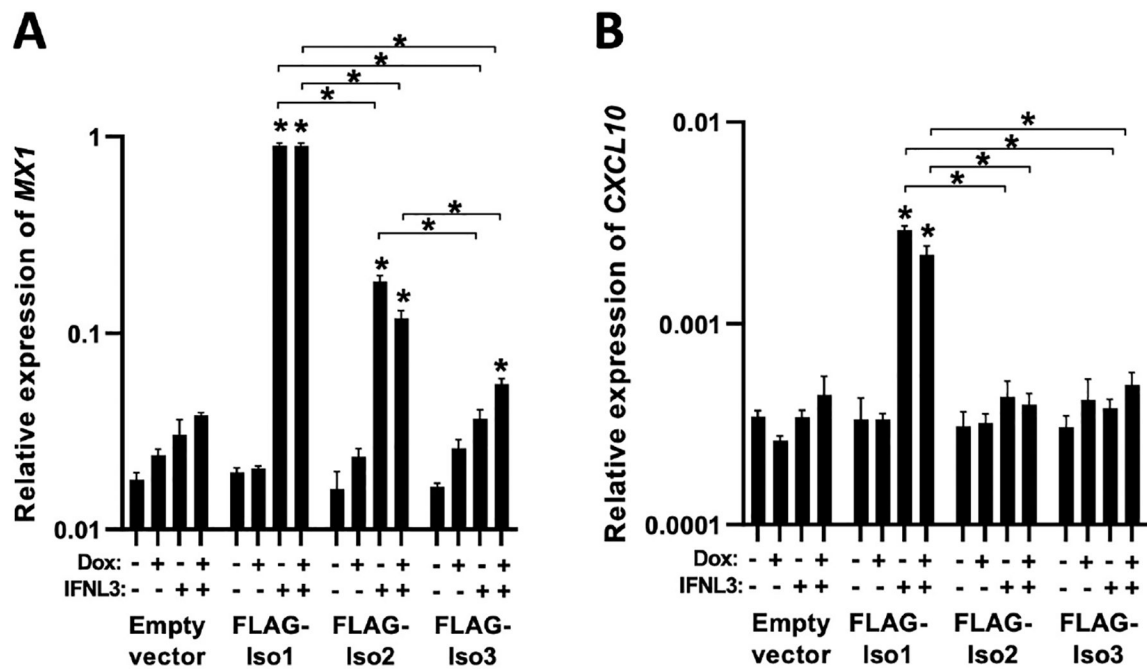 A
Relative expression of MX1
1
0.1
0.01
* * * *
* *
* *
* *
*
Dox: - + - + - + - + - + - + - + - +
IFNL3: - - + + - - + + - - + + - - + +
Empty vector
FLAG-Iso1
FLAG-Iso2
FLAG-Iso3
B
Relative expression of CXCL10
0.01
0.001
0.0001
* * * *
* *
Dox: - + - + - + - + - + - + - + - +
IFNL3: - - + + - - + + - - + + - - + +
Empty vector
FLAG-Iso1
FLAG-Iso2
FLAG-Iso3